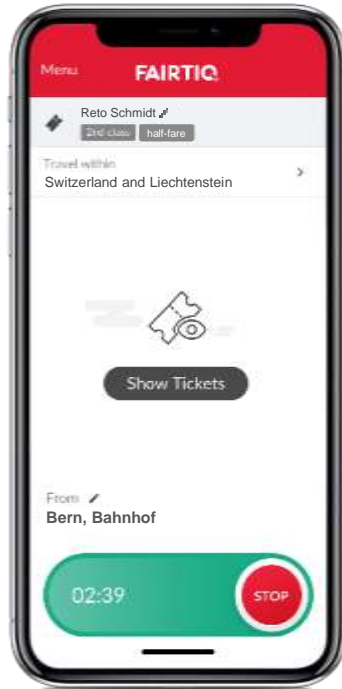 Menu FAIRTIQ
Reto Schmidt
2nd class half-fare
Travel within
Switzerland and Liechtenstein
Show Tickets
From
Bern, Bahnhof
02:39 STOP